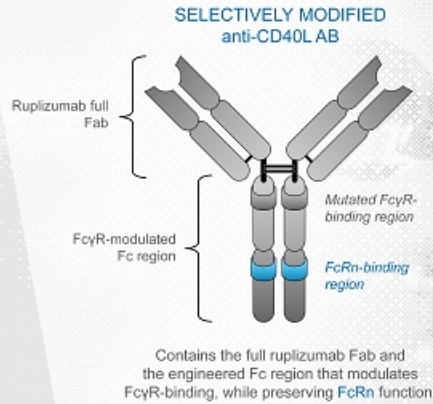 SELECTIVELY MODIFIED
anti-CD40L AB
Ruplizumab full
Fab
Mutated FcγR-
binding region
FcγR-modulated
Fc region
FcRn-binding
region
Contains the full ruplizumab Fab and
the engineered Fc region that modulates
FcγR-binding, while preserving FcRn function